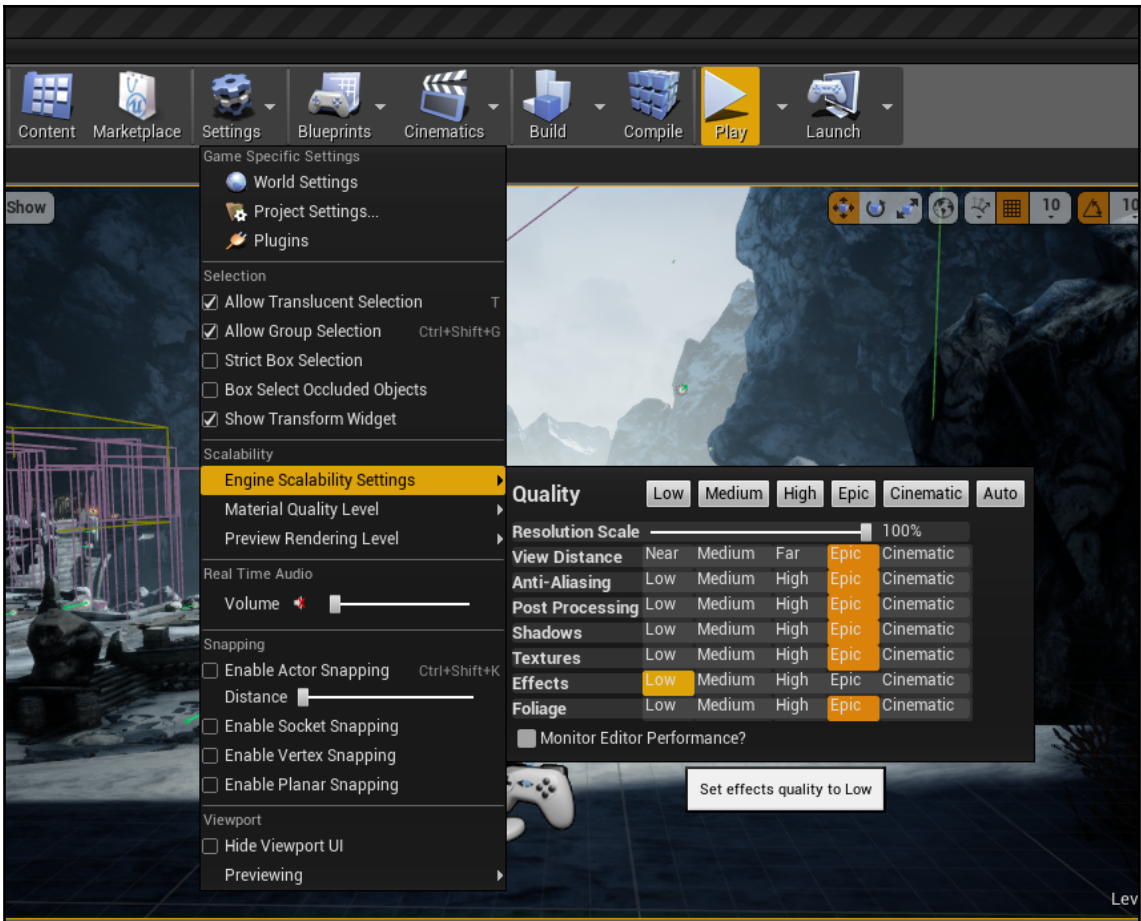 Content Marketplace Settings Blueprints Cinematics Build Compile Play Launch
Show
10
10
Game Specific Settings
World Settings
Project Settings...
Plugins
Selection
Allow Translucent Selection T
Allow Group Selection Ctrl+Shift+G
Strict Box Selection
Box Select Occluded Objects
Show Transform Widget
Scalability
Engine Scalability Settings
Material Quality Level
Preview Rendering Level
Real Time Audio
Volume
Snapping
Enable Actor Snapping Ctrl+Shift+K
Distance
Enable Socket Snapping
Enable Vertex Snapping
Enable Planar Snapping
Viewport
Hide Viewport UI
Previewing
Quality Low Medium High Epic Cinematic Auto
Resolution Scale 100%
View Distance Near Medium Far Epic Cinematic
Anti-Aliasing Low Medium High Epic Cinematic
Post Processing Low Medium High Epic Cinematic
Shadows Low Medium High Epic Cinematic
Textures Low Medium High Epic Cinematic
Effects Low Medium High Epic Cinematic
Foliage Low Medium High Epic Cinematic
Monitor Editor Performance?
Set effects quality to Low
Lev